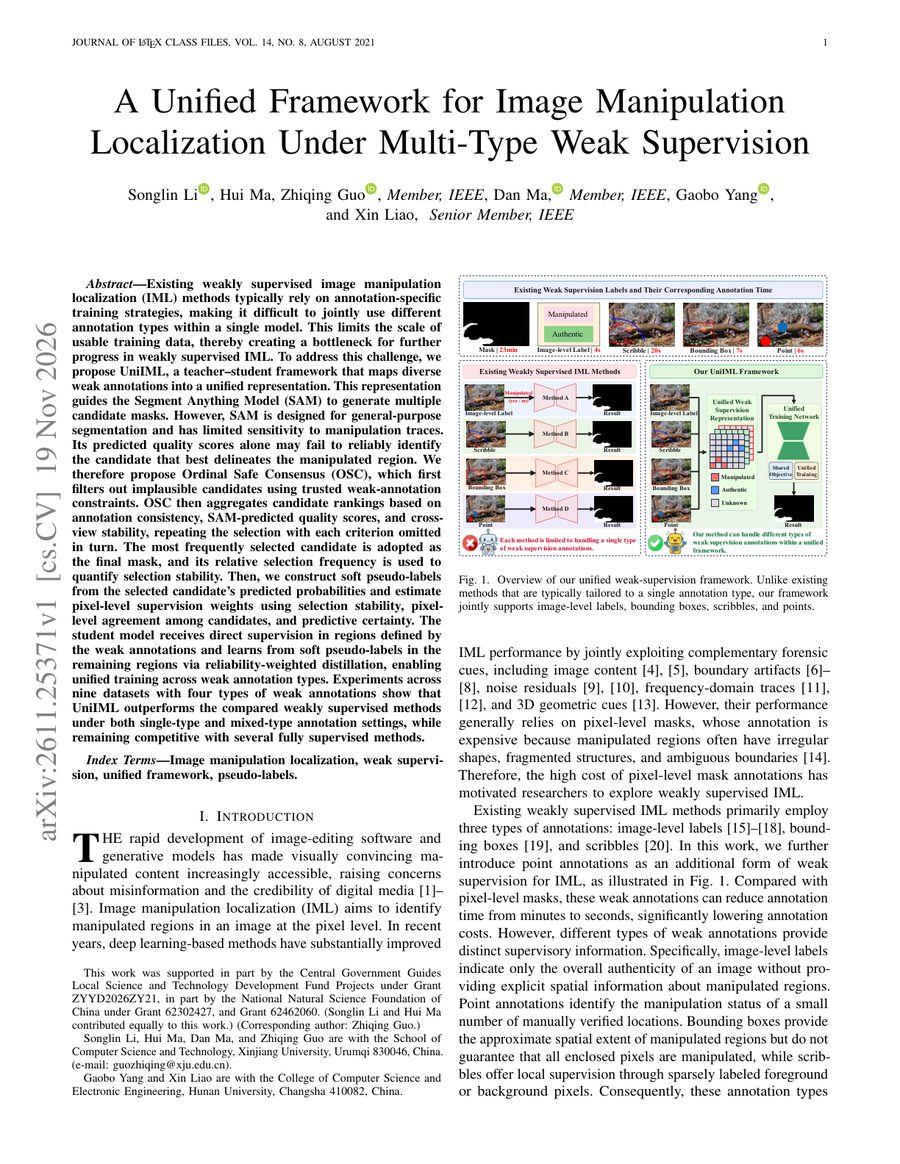 JOURNAL OF LATEX CLASS FILES, VOL. 14, NO. 8, AUGUST 2021
1
A Unified Framework for Image Manipulation
Localization Under Multi-Type Weak Supervision
Songlin Li, Hui Ma, Zhiqing Guo, Member, IEEE, Dan Ma, Member, IEEE, Gaobo Yang,
and Xin Liao, Senior Member, IEEE
arXiv:2611.25371v1 [cs.CV] 19 Nov 2026
Abstract—Existing weakly supervised image manipulation
localization (IML) methods typically rely on annotation-specific
training strategies, making it difficult to jointly use different
annotation types within a single model. This limits the scale of
usable training data, thereby creating a bottleneck for further
progress in weakly supervised IML. To address this challenge, we
propose UniIML, a teacher–student framework that maps diverse
weak annotations into a unified representation. This representation
guides the Segment Anything Model (SAM) to generate multiple
candidate masks. However, SAM is designed for general-purpose
segmentation and has limited sensitivity to manipulation traces.
Its predicted quality scores alone may fail to reliably identify
the candidate that best delineates the manipulated region. We
therefore propose Ordinal Safe Consensus (OSC), which first
filters out implausible candidates using trusted weak-annotation
constraints. OSC then aggregates candidate rankings based on
annotation consistency, SAM-predicted quality scores, and cross-
view stability, repeating the selection with each criterion omitted
in turn. The most frequently selected candidate is adopted as
the final mask, and its relative selection frequency is used to
quantify selection stability. Then, we construct soft pseudo-labels
from the selected candidate's predicted probabilities and estimate
pixel-level supervision weights using selection stability, pixel-
level agreement among candidates, and predictive certainty. The
student model receives direct supervision in regions defined by
the weak annotations and learns from soft pseudo-labels in the
remaining regions via reliability-weighted distillation, enabling
unified training across weak annotation types. Experiments across
nine datasets with four types of weak annotations show that
UniIML outperforms the compared weakly supervised methods
under both single-type and mixed-type annotation settings, while
remaining competitive with several fully supervised methods.
Index Terms—Image manipulation localization, weak supervi-
sion, unified framework, pseudo-labels.
I. INTRODUCTION
THE rapid development of image-editing software and
generative models has made visually convincing ma-
nipulated content increasingly accessible, raising concerns
about misinformation and the credibility of digital media [1]–
[3]. Image manipulation localization (IML) aims to identify
manipulated regions in an image at the pixel level. In recent
years, deep learning-based methods have substantially improved
This work was supported in part by the Central Government Guides
Local Science and Technology Development Fund Projects under Grant
ZYYD2026ZY21, in part by the National Natural Science Foundation of
China under Grant 62302427, and Grant 62462060. (Songlin Li and Hui Ma
contributed equally to this work.) (Corresponding author: Zhiqing Guo.)
Songlin Li, Hui Ma, Dan Ma, and Zhiqing Guo are with the School of
Computer Science and Technology, Xinjiang University, Urumqi 830046, China.
(e-mail: guozhiqing@xju.edu.cn).
Gaobo Yang and Xin Liao are with the College of Computer Science and
Electronic Engineering, Hunan University, Changsha 410082, China.
Existing Weak Supervision Labels and Their Corresponding Annotation Time
Manipulated
Authentic
Mask | 23min
Image-level Label | 4s
Scribble | 20s
Bounding Box | 7s
Point | 6s
Existing Weakly Supervised IML Methods
Manipulated
(yes / no)
Image-level Label
Method A
Result
Scribble
Method B
Result
Bounding Box
Method C
Result
Point
Method D
Result
Each method is limited to handling a single type
of weak supervision annotations.
Our UniIML Framework
Image-level Label
Scribble
Bounding Box
Point
Unified Weak
Supervision
Representation
Manipulated
Authentic
Unknown
Unified
Training Network
Shared
Objective
Unified
Training
Result
Our method can handle different types of
weak supervision annotations within a unified
framework.
Fig. 1. Overview of our unified weak-supervision framework. Unlike existing
methods that are typically tailored to a single annotation type, our framework
jointly supports image-level labels, bounding boxes, scribbles, and points.
IML performance by jointly exploiting complementary forensic
cues, including image content [4], [5], boundary artifacts [6]–
[8], noise residuals [9], [10], frequency-domain traces [11],
[12], and 3D geometric cues [13]. However, their performance
generally relies on pixel-level masks, whose annotation is
expensive because manipulated regions often have irregular
shapes, fragmented structures, and ambiguous boundaries [14].
Therefore, the high cost of pixel-level mask annotations has
motivated researchers to explore weakly supervised IML.
Existing weakly supervised IML methods primarily employ
three types of annotations: image-level labels [15]–[18], bound-
ing boxes [19], and scribbles [20]. In this work, we further
introduce point annotations as an additional form of weak
supervision for IML, as illustrated in Fig. 1. Compared with
pixel-level masks, these weak annotations can reduce annotation
time from minutes to seconds, significantly lowering annotation
costs. However, different types of weak annotations provide
distinct supervisory information. Specifically, image-level labels
indicate only the overall authenticity of an image without pro-
viding explicit spatial information about manipulated regions.
Point annotations identify the manipulation status of a small
number of manually verified locations. Bounding boxes provide
the approximate spatial extent of manipulated regions but do not
guarantee that all enclosed pixels are manipulated, while scrib-
bles offer local supervision through sparsely labeled foreground
or background pixels. Consequently, these annotation types